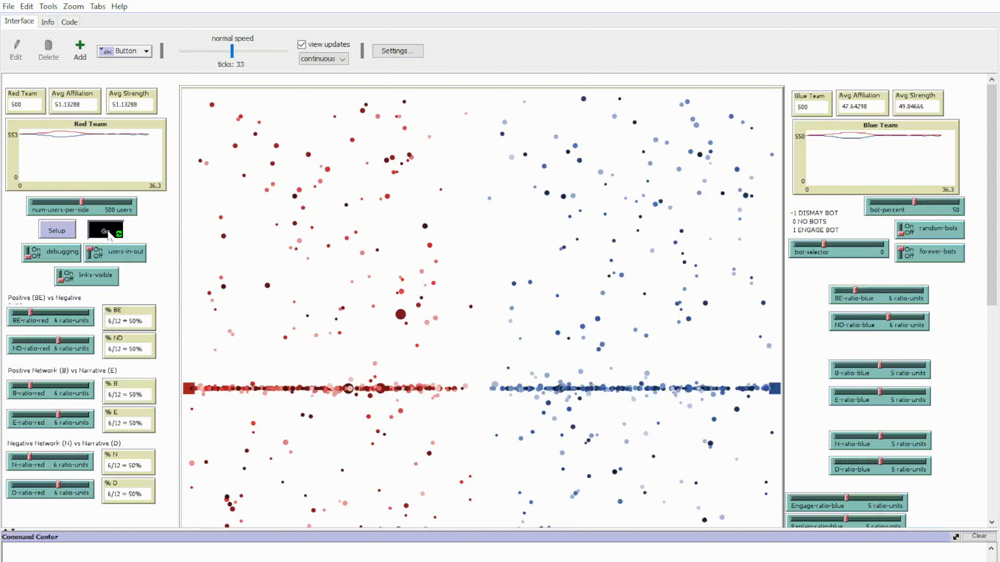 File Edit Tools Zoom Tabs Help
Interface Info Code
Edit Delete Add abc Button
normal speed
ticks: 33
view updates
continuous
Settings...
Red Team
500
Avg Affiliation
51.13288
Avg Strength
51.13288
Red Team
553
0
0 36.3
num-users-per-side 500 users
Setup Go
On
Off debugging
On
Off users-in-out
On
Off links-visible
Positive (BE) vs Negative
BE-ratio-red 6 ratio-units
% BE
6/12 = 50%
ND-ratio-red 6 ratio-units
% ND
6/12 = 50%
Positive Network (B) vs Narrative (E)
B-ratio-red 6 ratio-units
% B
6/12 = 50%
E-ratio-red 6 ratio-units
% E
6/12 = 50%
Negative Network (N) vs Narrative (D)
N-ratio-red 6 ratio-units
% N
6/12 = 50%
D-ratio-red 6 ratio-units
% D
6/12 = 50%
Blue Team
500
Avg Affiliation
47.64298
Avg Strength
49.84666
Blue Team
550
0
0 36.3
bot-percent 50
-1 DISMAY BOT
0 NO BOTS
1 ENGAGE BOT
On
Off random-bots
bot-selector 0
On
Off forever-bots
BE-ratio-blue 6 ratio-units
ND-ratio-blue 6 ratio-units
B-ratio-blue 5 ratio-units
E-ratio-blue 5 ratio-units
N-ratio-blue 5 ratio-units
D-ratio-blue 5 ratio-units
Engage-ratio-blue 5 ratio-units
Explain-ratio-blue 5 ratio-units
Command Center Clear